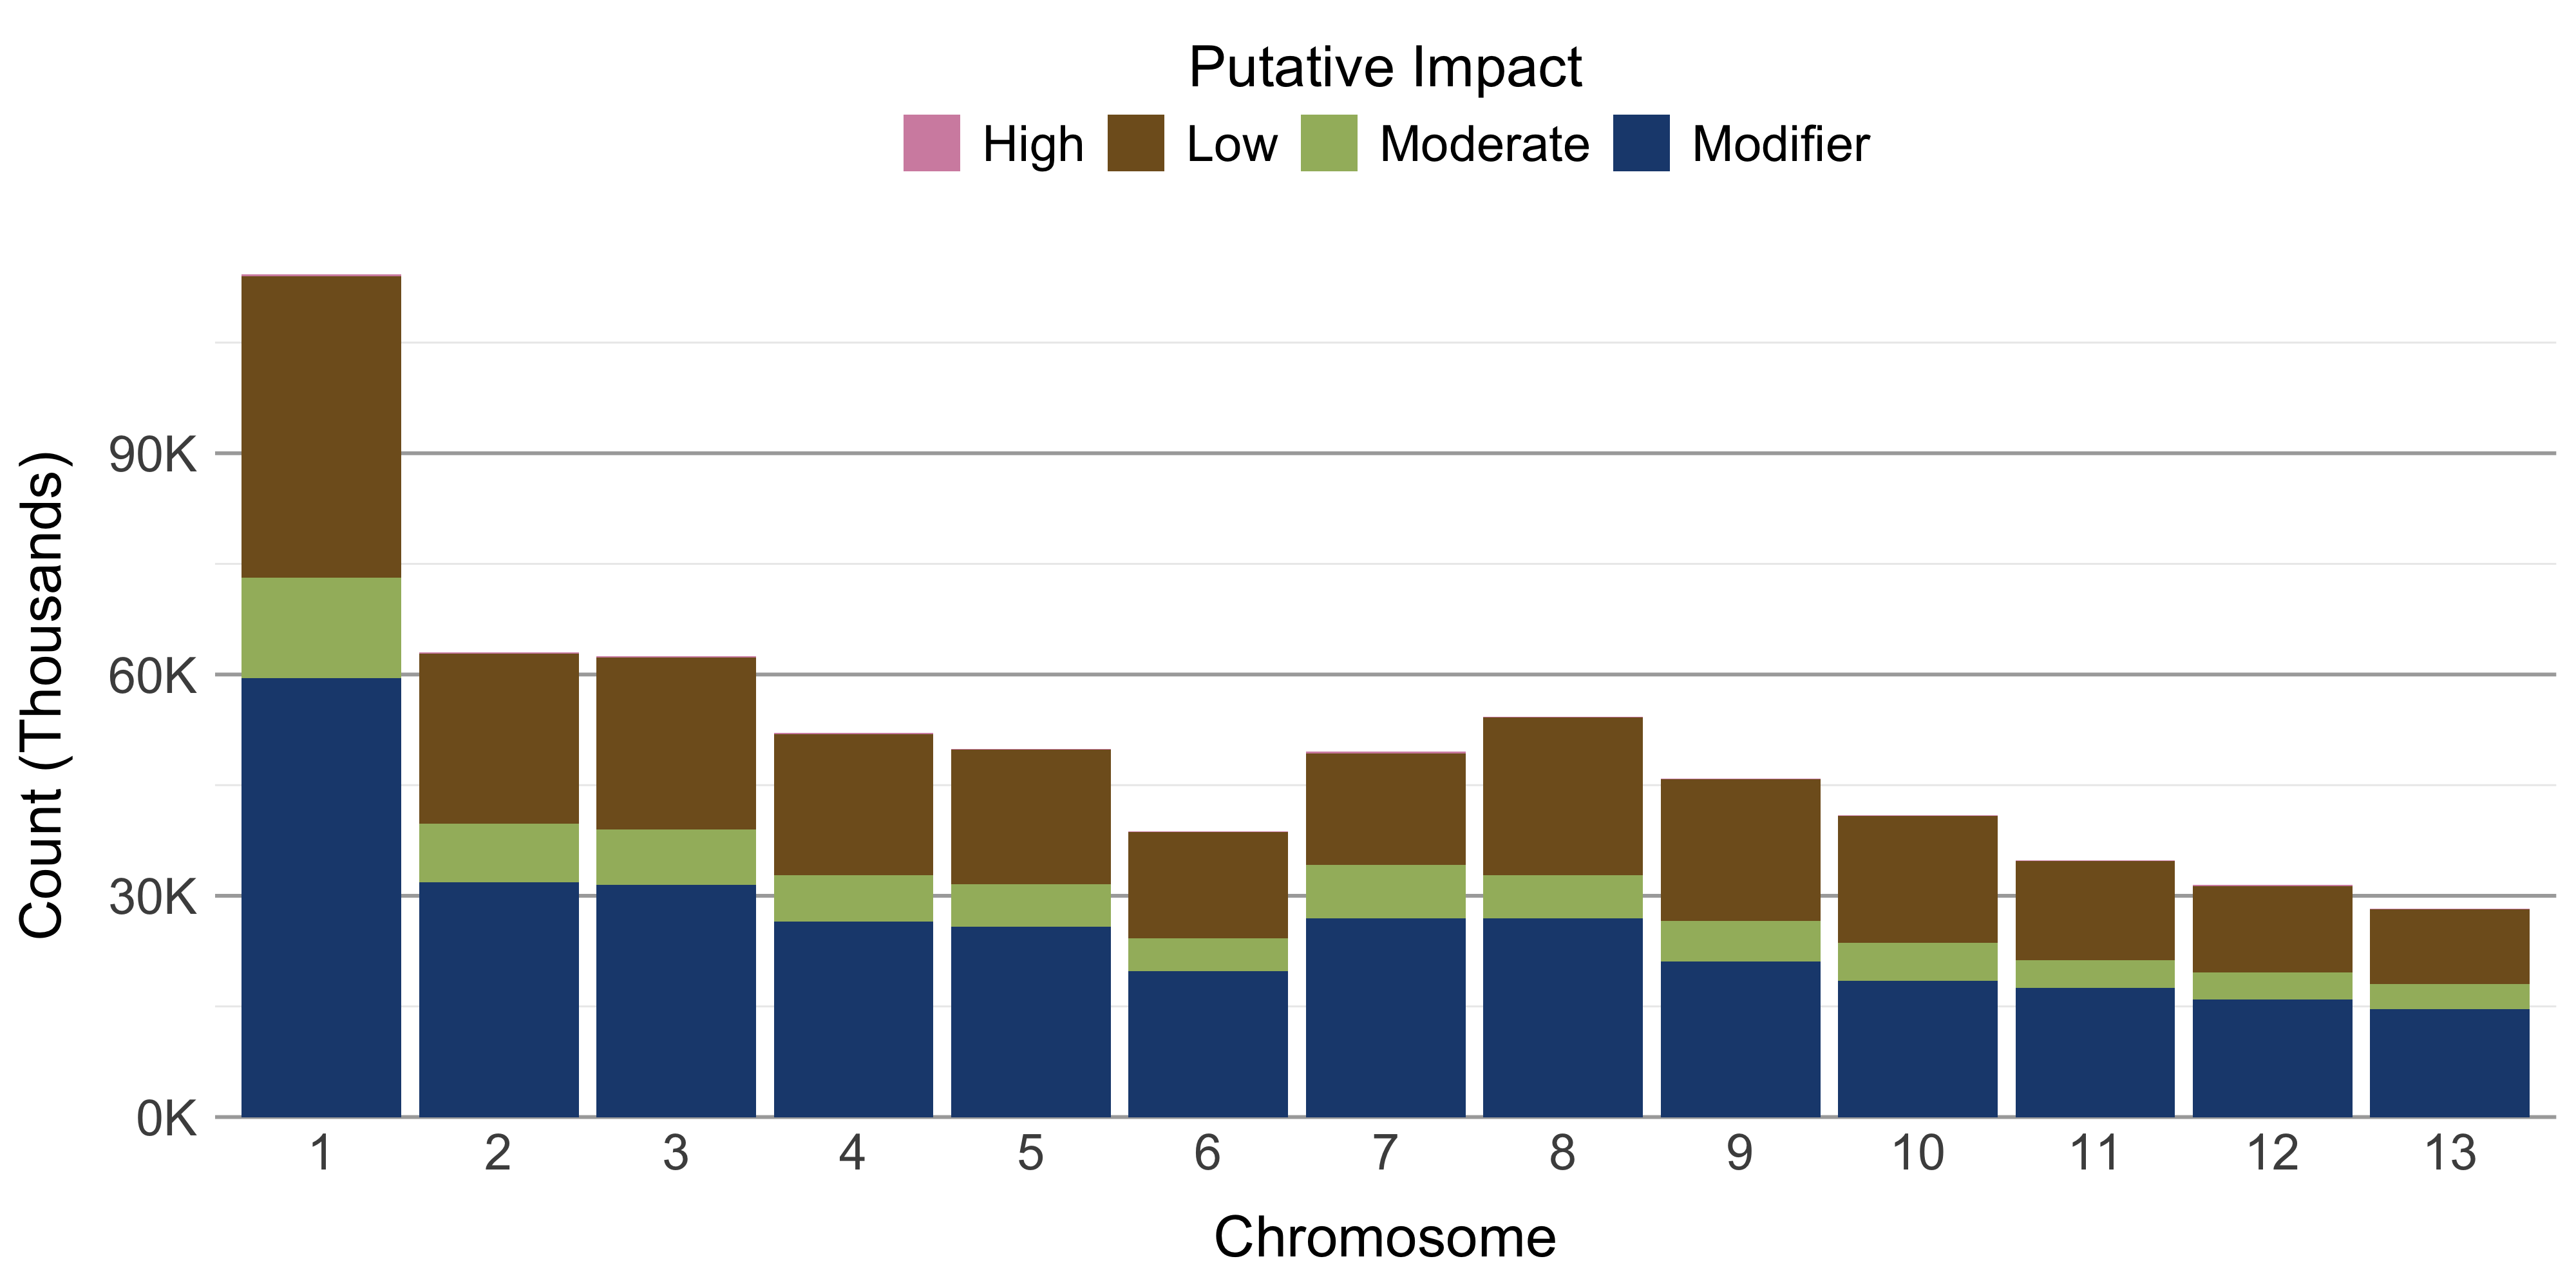 Putative Impact
High Low Moderate Modifier
Count (Thousands)
90K
60K
30K
0K
1 2 3 4 5 6 7 8 9 10 11 12 13
Chromosome